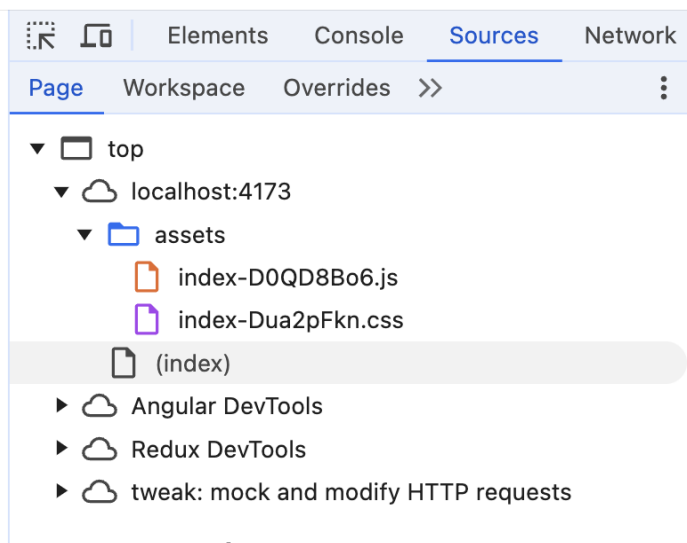 Elements Console Sources Network
Page Workspace Overrides
top
localhost:4173
assets
index-D0QD8Bo6.js
index-Dua2pFkn.css
(index)
Angular DevTools
Redux DevTools
tweak: mock and modify HTTP requests